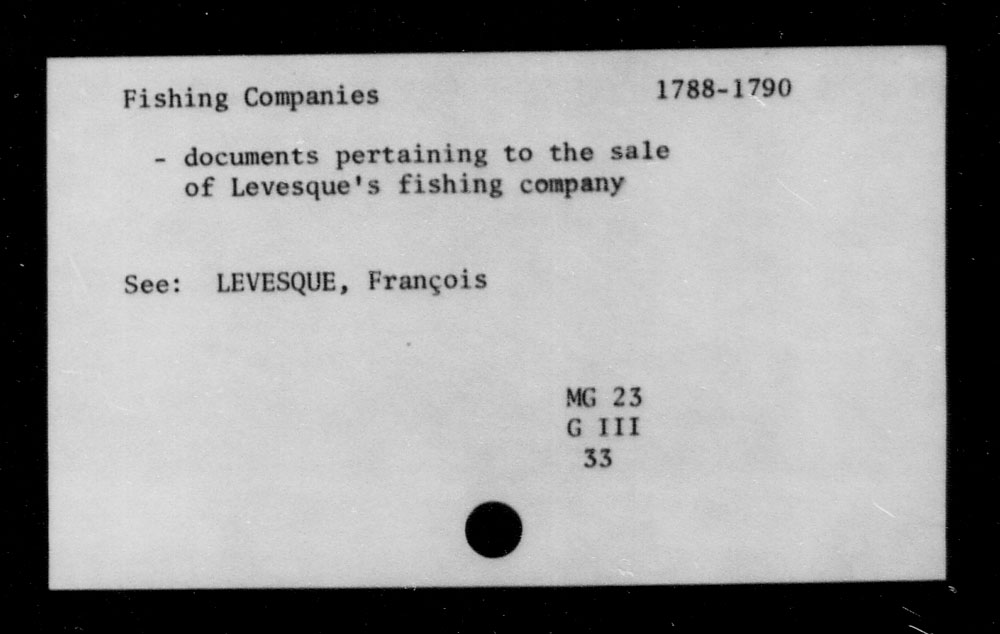 Fishing Companies 1788-1790
- documents pertaining to the sale
of Levesque's fishing company
See: LEVESQUE, François
MG 23
G III
33